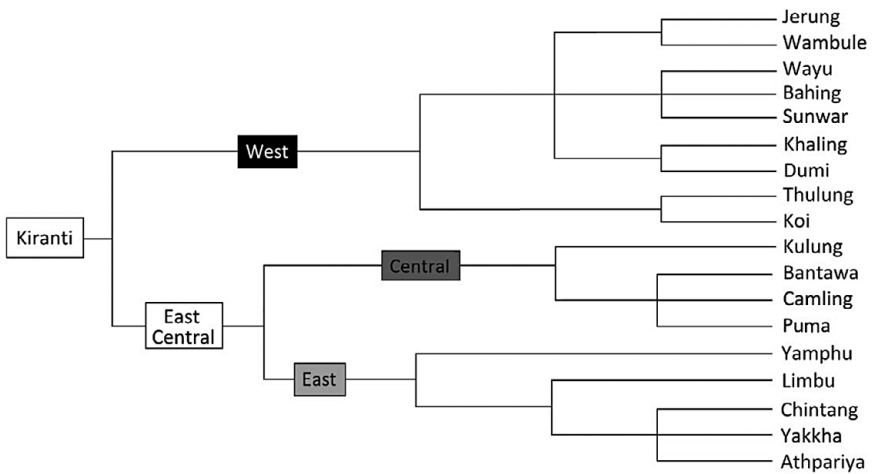 Kiranti
West
East
Central
Central
East
Jerung
Wambule
Wayu
Bahing
Sunwar
Khaling
Dumi
Thulung
Koi
Kulung
Bantawa
Camling
Puma
Yamphu
Limbu
Chintang
Yakkha
Athpariya